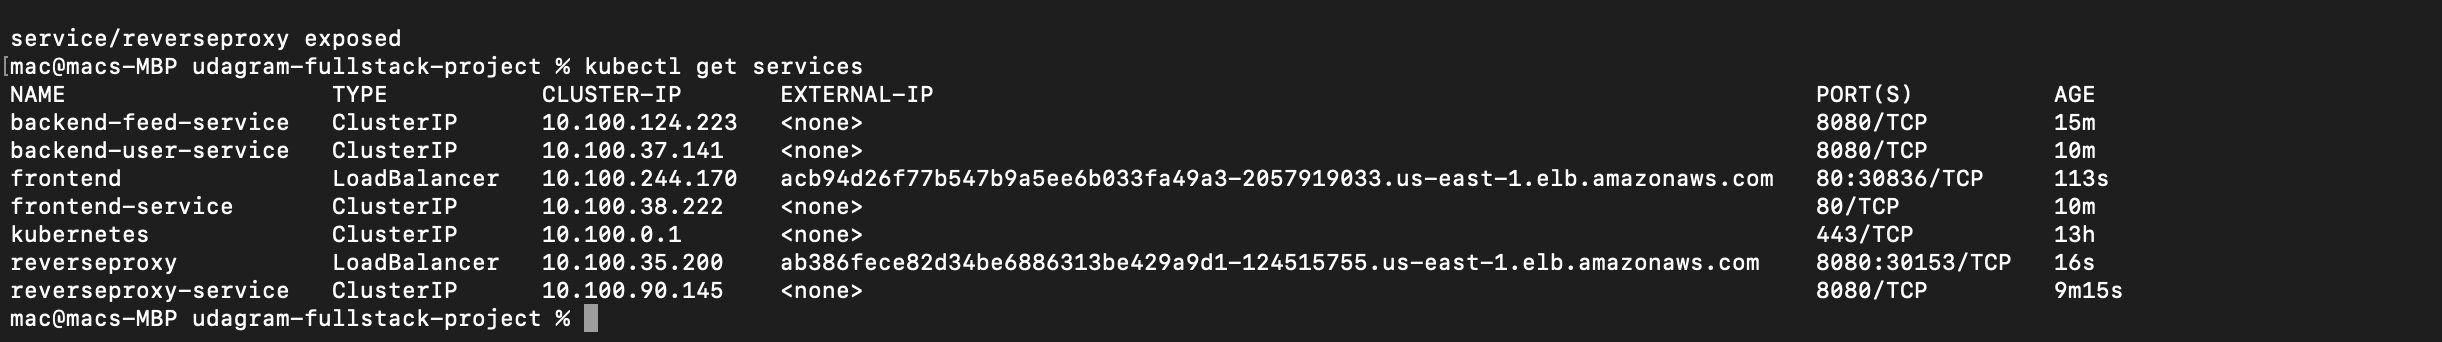 service/reverseproxy exposed
[mac@macs-MBP udagram-fullstack-project % kubectl get services
NAME                   TYPE           CLUSTER-IP       EXTERNAL-IP                                                               PORT(S)          AGE
backend-feed-service   ClusterIP      10.100.124.223   <none>                                                                    8080/TCP         15m
backend-user-service   ClusterIP      10.100.37.141    <none>                                                                    8080/TCP         10m
frontend               LoadBalancer   10.100.244.170   acb94d26f77b547b9a5ee6b033fa49a3-2057919033.us-east-1.elb.amazonaws.com   80:30836/TCP     113s
frontend-service       ClusterIP      10.100.38.222    <none>                                                                    80/TCP           10m
kubernetes             ClusterIP      10.100.0.1       <none>                                                                    443/TCP          13h
reverseproxy           LoadBalancer   10.100.35.200    ab386fece82d34be6886313be429a9d1-124515755.us-east-1.elb.amazonaws.com    8080:30153/TCP   16s
reverseproxy-service   ClusterIP      10.100.90.145    <none>                                                                    8080/TCP         9m15s
mac@macs-MBP udagram-fullstack-project %